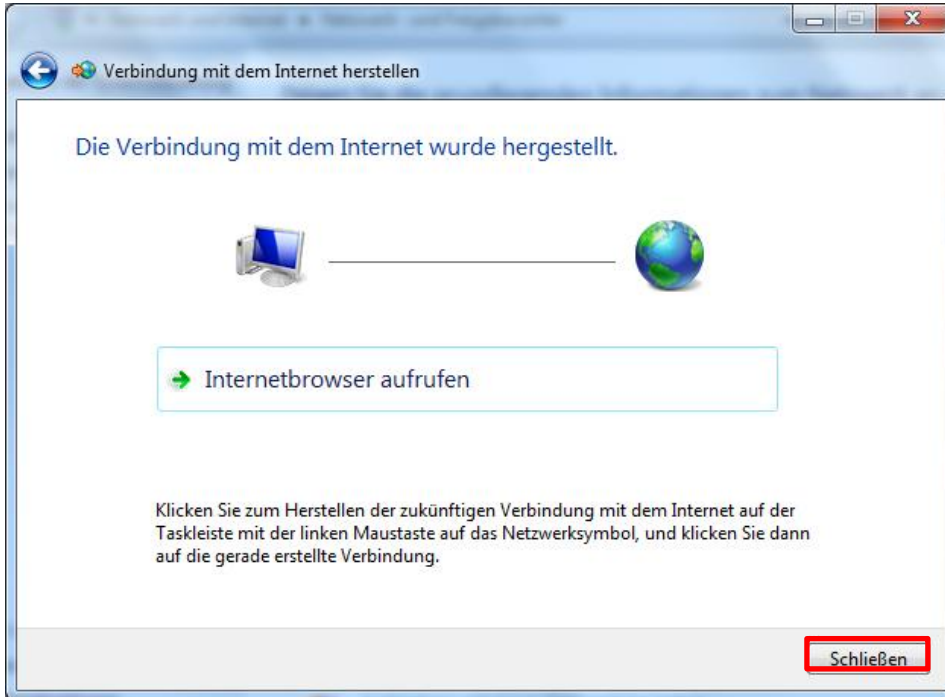 Verbindung mit dem Internet herstellen
Die Verbindung mit dem Internet wurde hergestellt.
Internetbrowser aufrufen
Klicken Sie zum Herstellen der zukünftigen Verbindung mit dem Internet auf der
Taskleiste mit der linken Maustaste auf das Netzwerksymbol, und klicken Sie dann
auf die gerade erstellte Verbindung.
Schließen